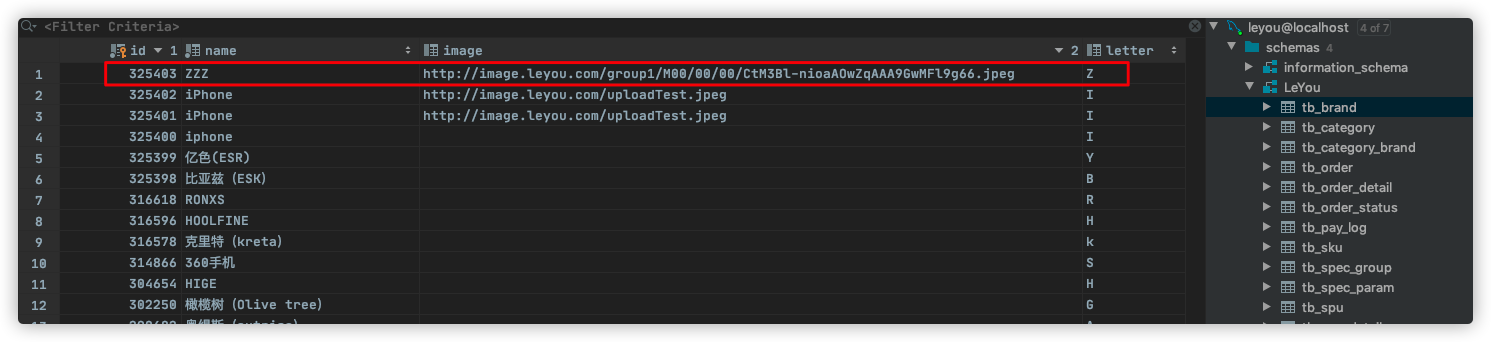 <Filter Criteria>
id 1 name image 2 letter
1 325403 ZZZ http://image.leyou.com/group1/M00/00/00/CtM3Bl-nioaAOwZqAAA9GwMFl9g66.jpeg Z
2 325402 iPhone http://image.leyou.com/uploadTest.jpeg I
3 325401 iPhone http://image.leyou.com/uploadTest.jpeg I
4 325400 iphone I
5 325399 亿色(ESR) Y
6 325398 比亚兹（ESK） B
7 316618 RONXS R
8 316596 HOOLFINE H
9 316578 克里特（kreta） k
10 314866 360手机 S
11 304654 HIGE H
12 302250 橄榄树（Olive tree） G
leyou@localhost 4 of 7
schemas 4
information_schema
LeYou
tb_brand
tb_category
tb_category_brand
tb_order
tb_order_detail
tb_order_status
tb_pay_log
tb_sku
tb_spec_group
tb_spec_param
tb_spu